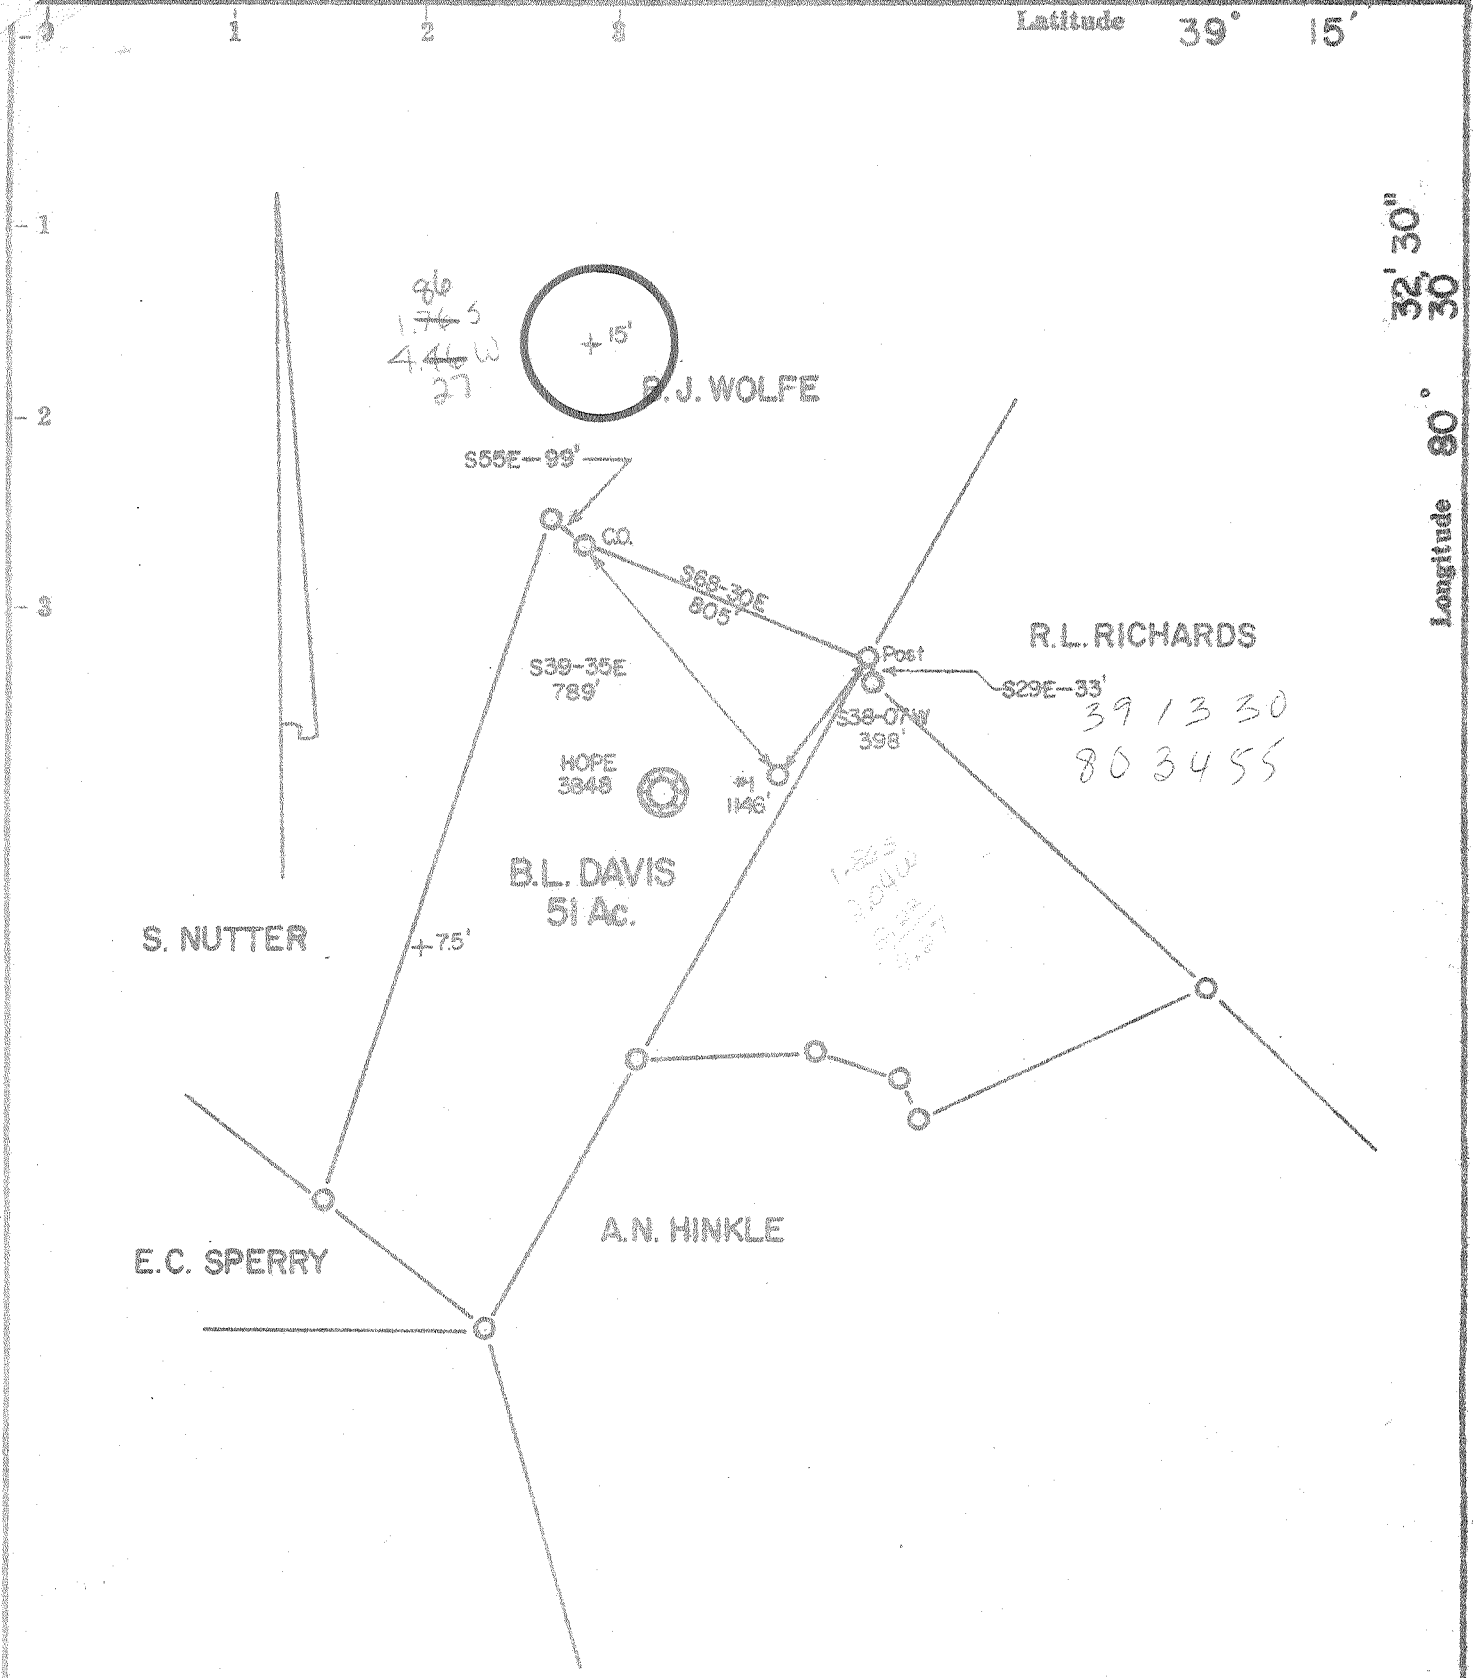 - 0 1 2 3 Latitude 39° 15'
- 1
- 2
- 3
32' 30"
30
Longitude 80°
86
1.76 S
4.46 W
27
+ 15'
B. J. WOLFE
S55E-99'
C.O.
S68-30E
805'
Post
R.L. RICHARDS
S29E-33'
S39-35E
789'
S38-07W
398'
39 13 30
80 34 55
HOPE
3848
#1
1146'
B.L. DAVIS
51 Ac.
S. NUTTER
+ 7.5'
A.N. HINKLE
E.C. SPERRY